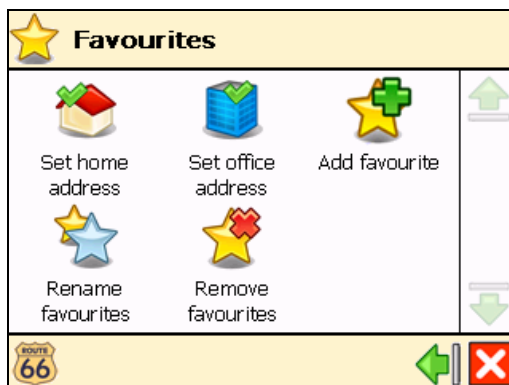 Favourites
Set home
address
Set office
address
Add favourite
Rename
favourites
Remove
favourites
ROUTE
66